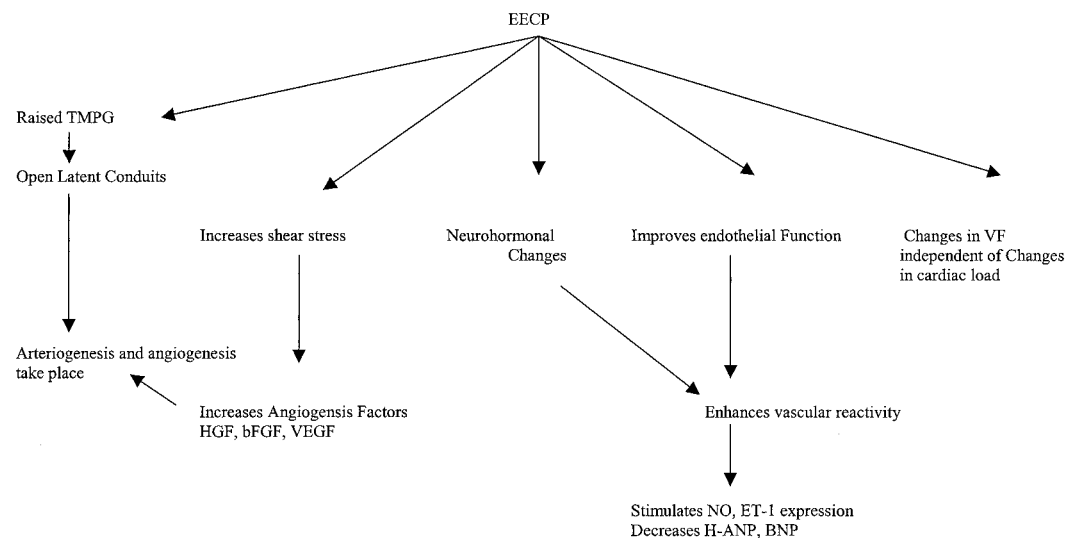 EECP
Raised TMPG
Open Latent Conduits
Increases shear stress
Neurohormonal
Changes
Improves endothelial Function
Changes in VF
independent of Changes
in cardiac load
Arteriogenesis and angiogenesis
take place
Increases Angiogensis Factors
HGF, bFGF, VEGF
Enhances vascular reactivity
Stimulates NO, ET-1 expression
Decreases H-ANP, BNP